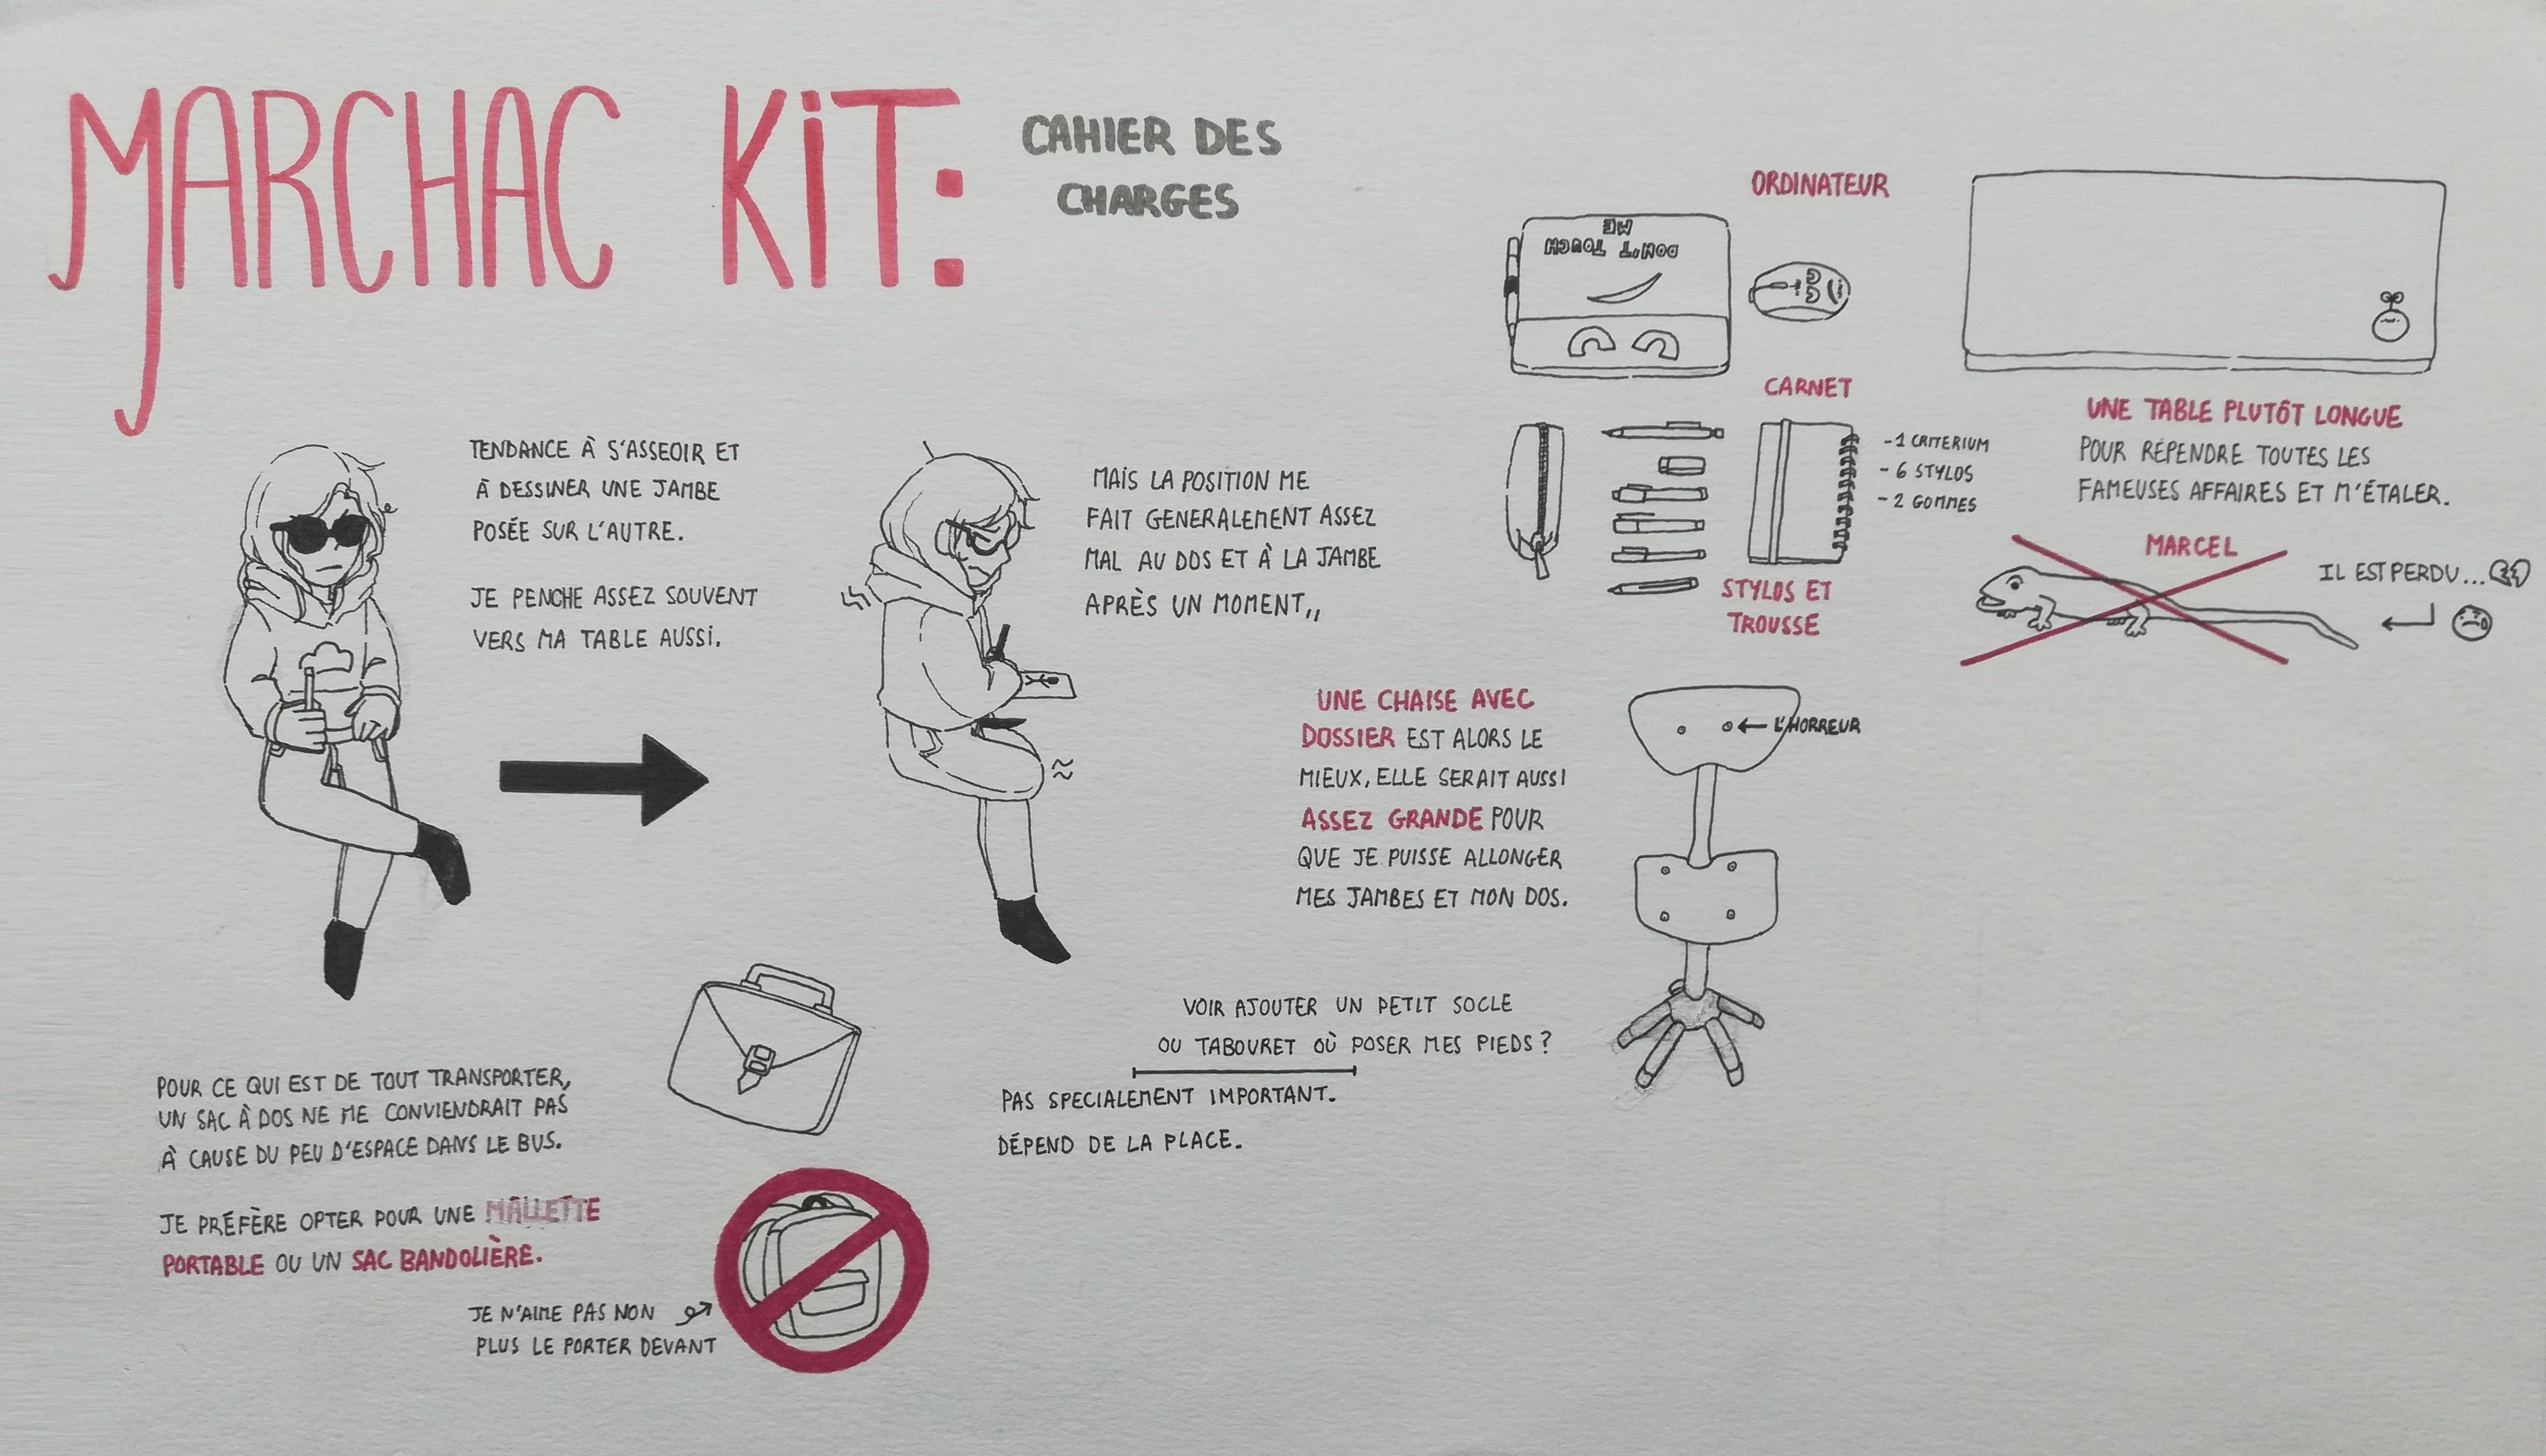 MARCHAC KiT:
CAHIER DES
CHARGES
TENDANCE À S'ASSEOIR ET
À DESSINER UNE JAMBE
POSÉE SUR L'AUTRE.
JE PENCHE ASSEZ SOUVENT
VERS MA TABLE AUSSI.
MAIS LA POSITION ME
FAIT GENERALEMENT ASSEZ
MAL AU DOS ET À LA JAMBE
APRÈS UN MOMENT,,
ORDINATEUR
DON'T TOUCH
ME
CARNET
-1 CRITERIUM
- 6 STYLOS
- 2 GOMMES
STYLOS ET
TROUSSE
UNE TABLE PLUTÔT LONGUE
POUR RÉPENDRE TOUTES LES
FAMEUSES AFFAIRES ET M'ÉTALER.
MARCEL
IL EST PERDU...
UNE CHAISE AVEC
DOSSIER EST ALORS LE
MIEUX, ELLE SERAIT AUSSI
ASSEZ GRANDE POUR
QUE JE PUISSE ALLONGER
MES JAMBES ET MON DOS.
L'HORREUR
VOIR AJOUTER UN PETIT SOCLE
OU TABOURET OÙ POSER MES PIEDS ?
PAS SPECIALEMENT IMPORTANT.
DÉPEND DE LA PLACE.
POUR CE QUI EST DE TOUT TRANSPORTER,
UN SAC À DOS NE ME CONVIENDRAIT PAS
À CAUSE DU PEU D'ESPACE DANS LE BUS.
JE PRÉFÈRE OPTER POUR UNE MALLETTE
PORTABLE OU UN SAC BANDOLIÈRE.
JE N'AIME PAS NON
PLUS LE PORTER DEVANT